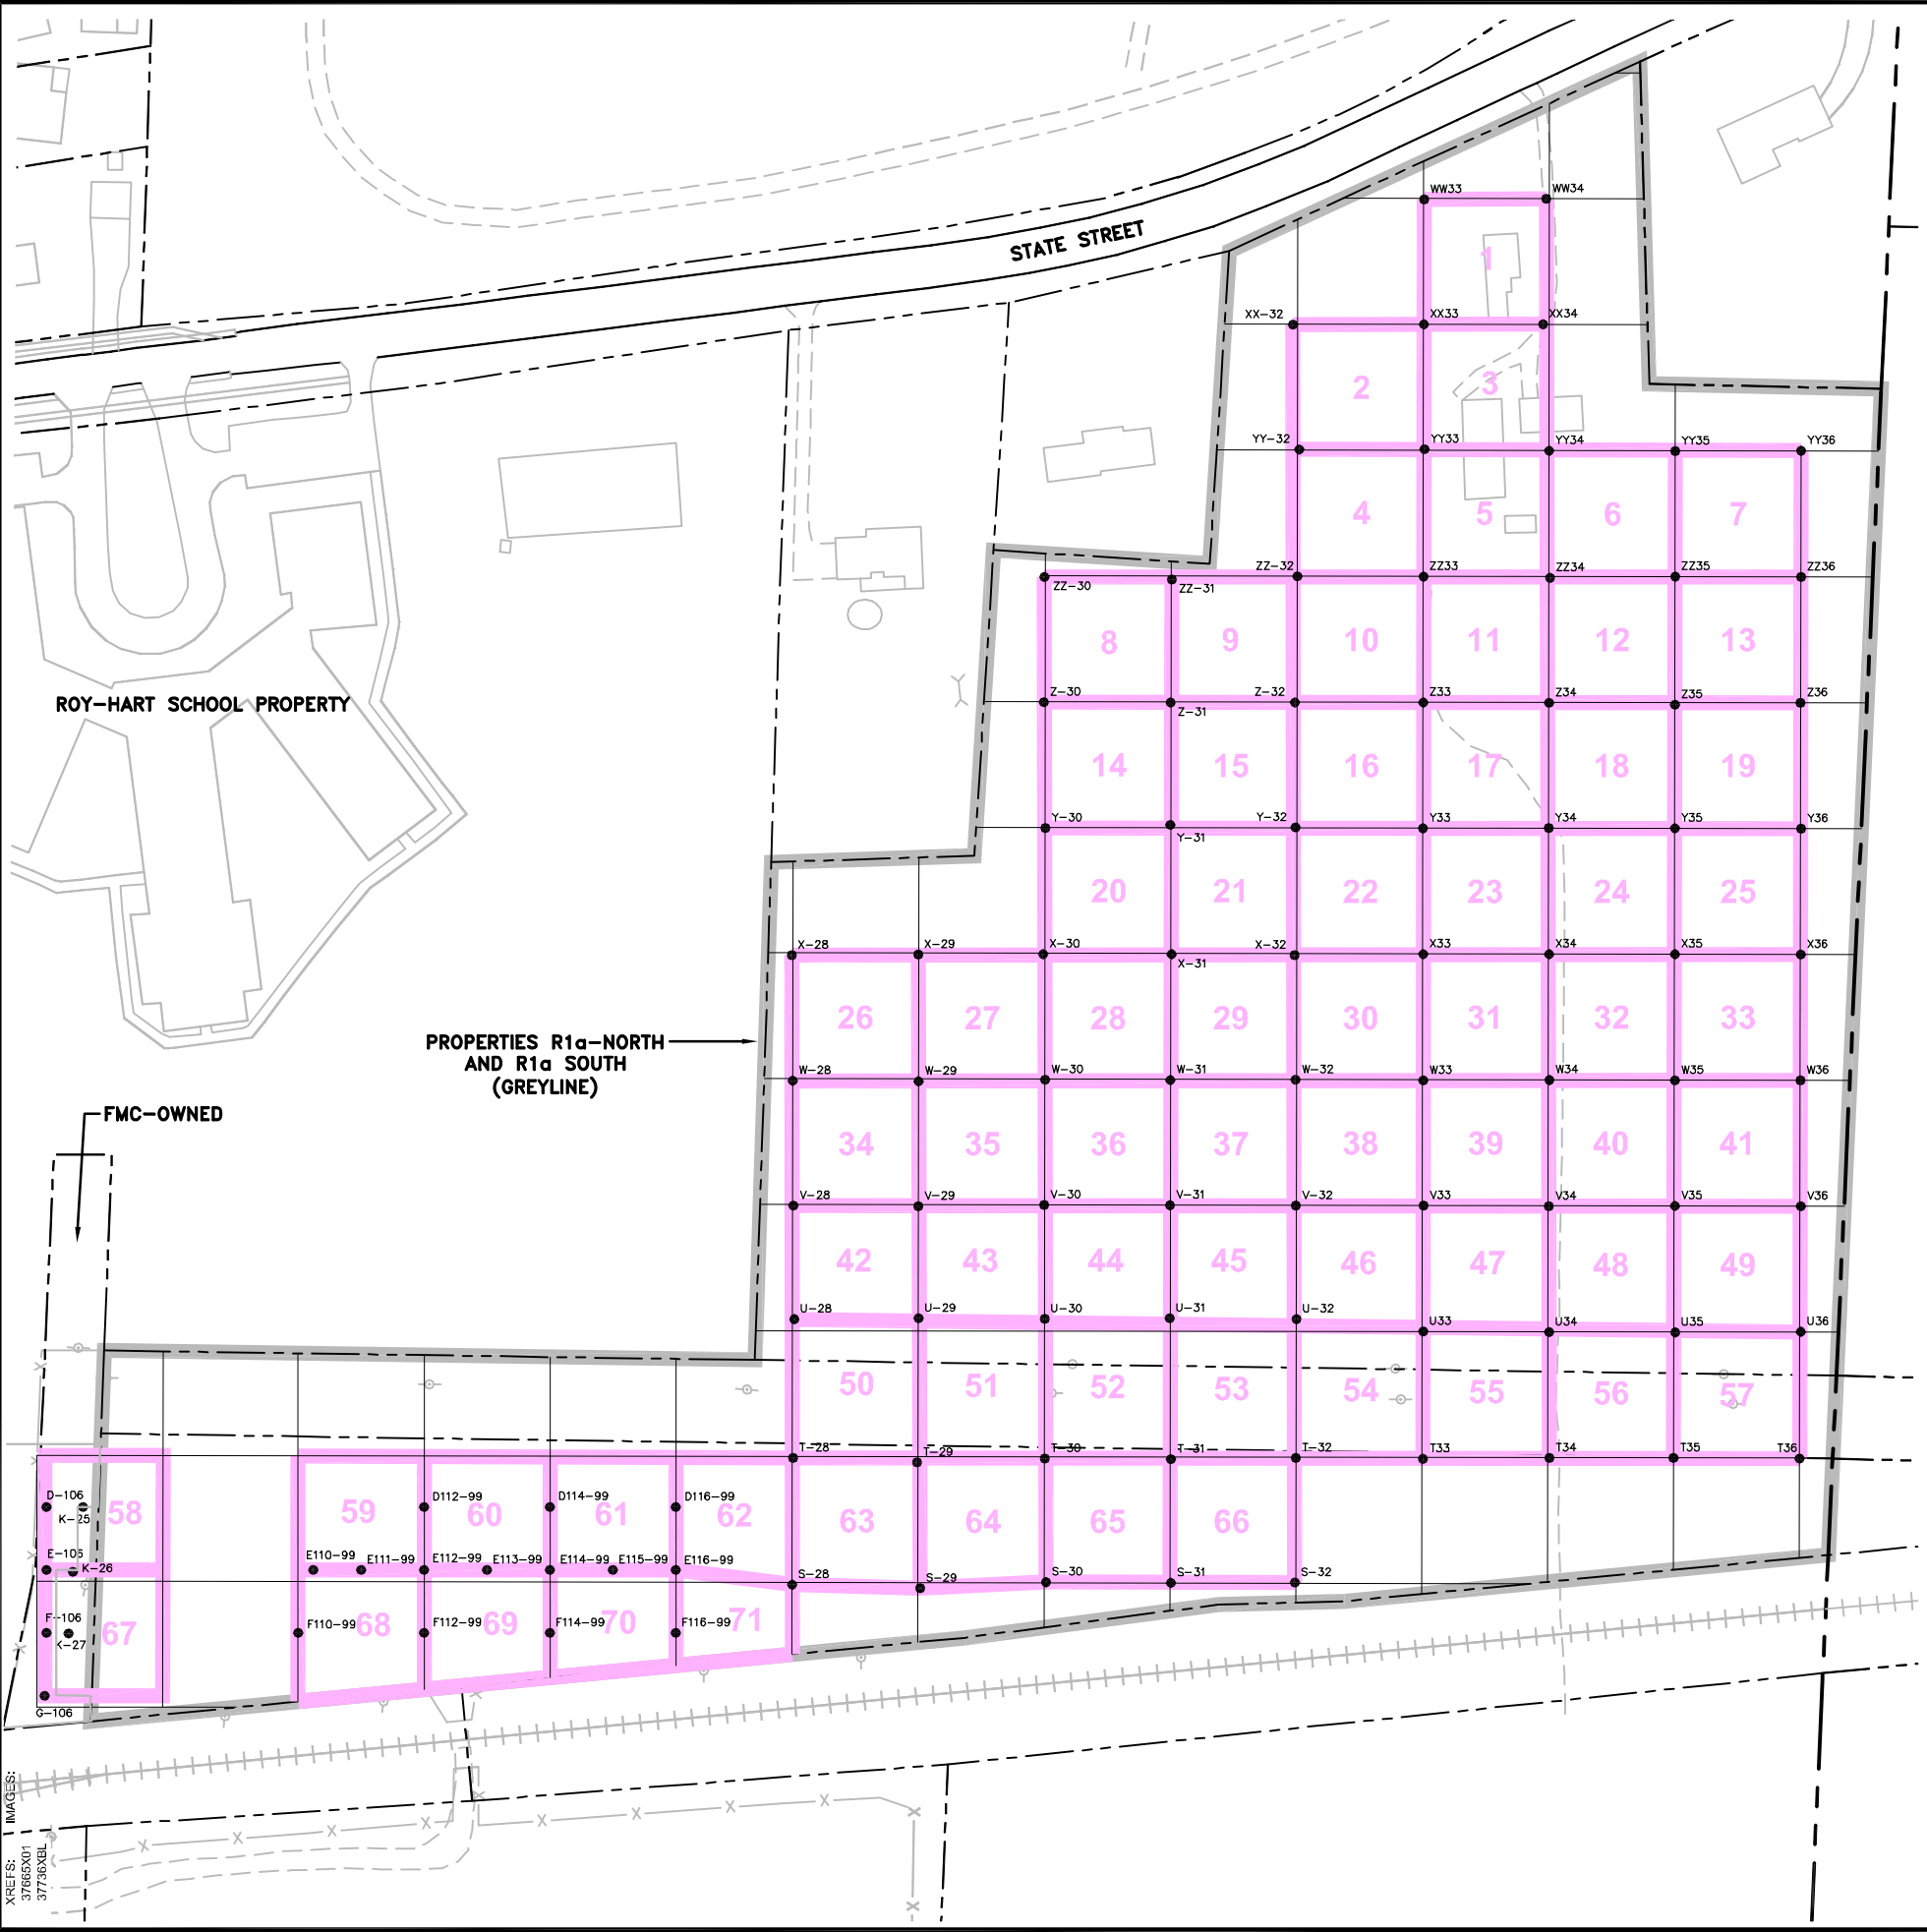 WW33 WW34
STATE STREET
1
XX-32 XX33 XX34
2 3
YY-32 YY33 YY34 YY35 YY36
4 5 6 7
ZZ-32 ZZ33 ZZ34 ZZ35 ZZ36
ZZ-30 ZZ-31
8 9 10 11 12 13
Z-30 Z-32 Z33 Z34 Z35 Z36
ROY-HART SCHOOL PROPERTY
Z-31
14 15 16 17 18 19
Y-30 Y-32 Y33 Y34 Y35 Y36
Y-31
20 21 22 23 24 25
X-28 X-29 X-30 X-32 X33 X34 X35 X36
X-31
26 27 28 29 30 31 32 33
PROPERTIES R1a-NORTH
AND R1a SOUTH
(GREYLINE)
W-28 W-29 W-30 W-31 W-32 W33 W34 W35 W36
FMC-OWNED
34 35 36 37 38 39 40 41
V-28 V-29 V-30 V-31 V-32 V33 V34 V35 V36
42 43 44 45 46 47 48 49
U-28 U-29 U-30 U-31 U-32 U33 U34 U35 U36
50 51 52 53 54 55 56 57
T-28 T-29 T-30 T-31 T-32 T33 T34 T35 T36
D-106 D112-99 D114-99 D116-99
K-25
58 59 60 61 62 63 64 65 66
E-106 K-26 E110-99 E111-99 E112-99 E113-99 E114-99 E115-99 E116-99
S-28 S-29 S-30 S-31 S-32
F-106 F110-99 F112-99 F114-99 F116-99
K-27
67 68 69 70 71
G-106
XREFS: IMAGES:
37665X01
37736XBL